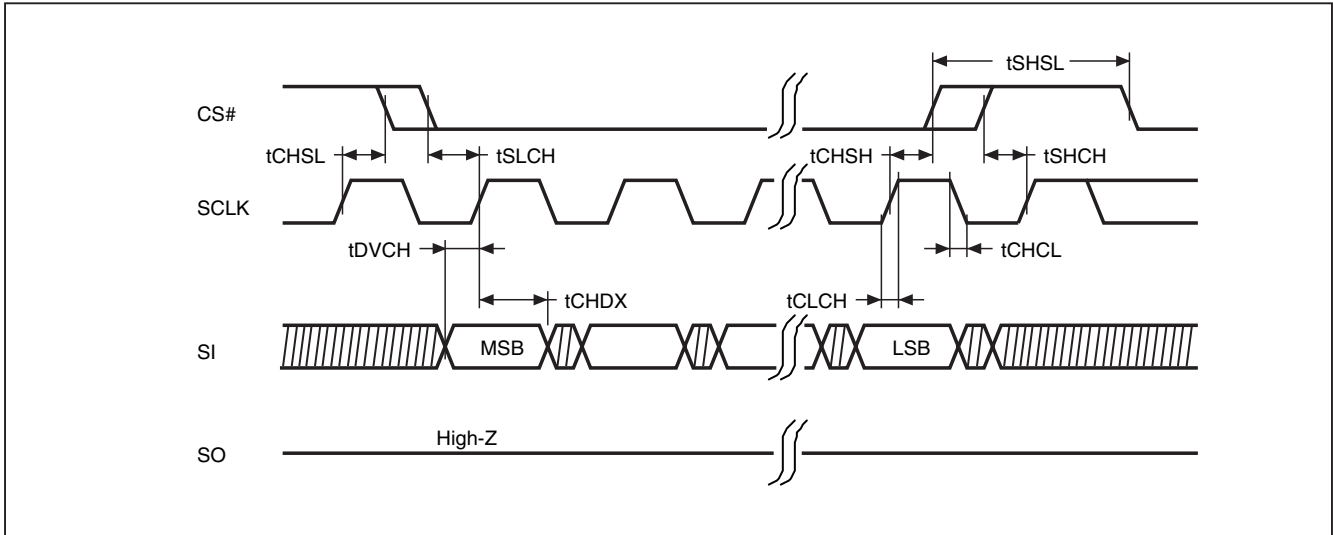 tSHSL
CS#
tCHSL
tSLCH
tCHSH
tSHCH
SCLK
tDVCH
tCHCL
tCHDX
tCLCH
SI
MSB
LSB
High-Z
SO